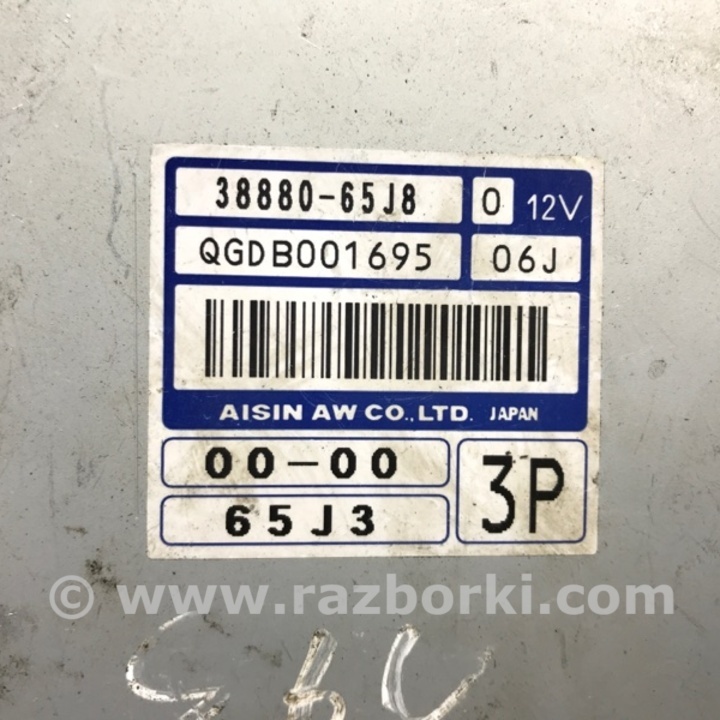 38880-65J8 0 12V
QGDB001695 06J
AISIN AW CO.,LTD. JAPAN
00-00
65J3 3P
© www.razborki.com